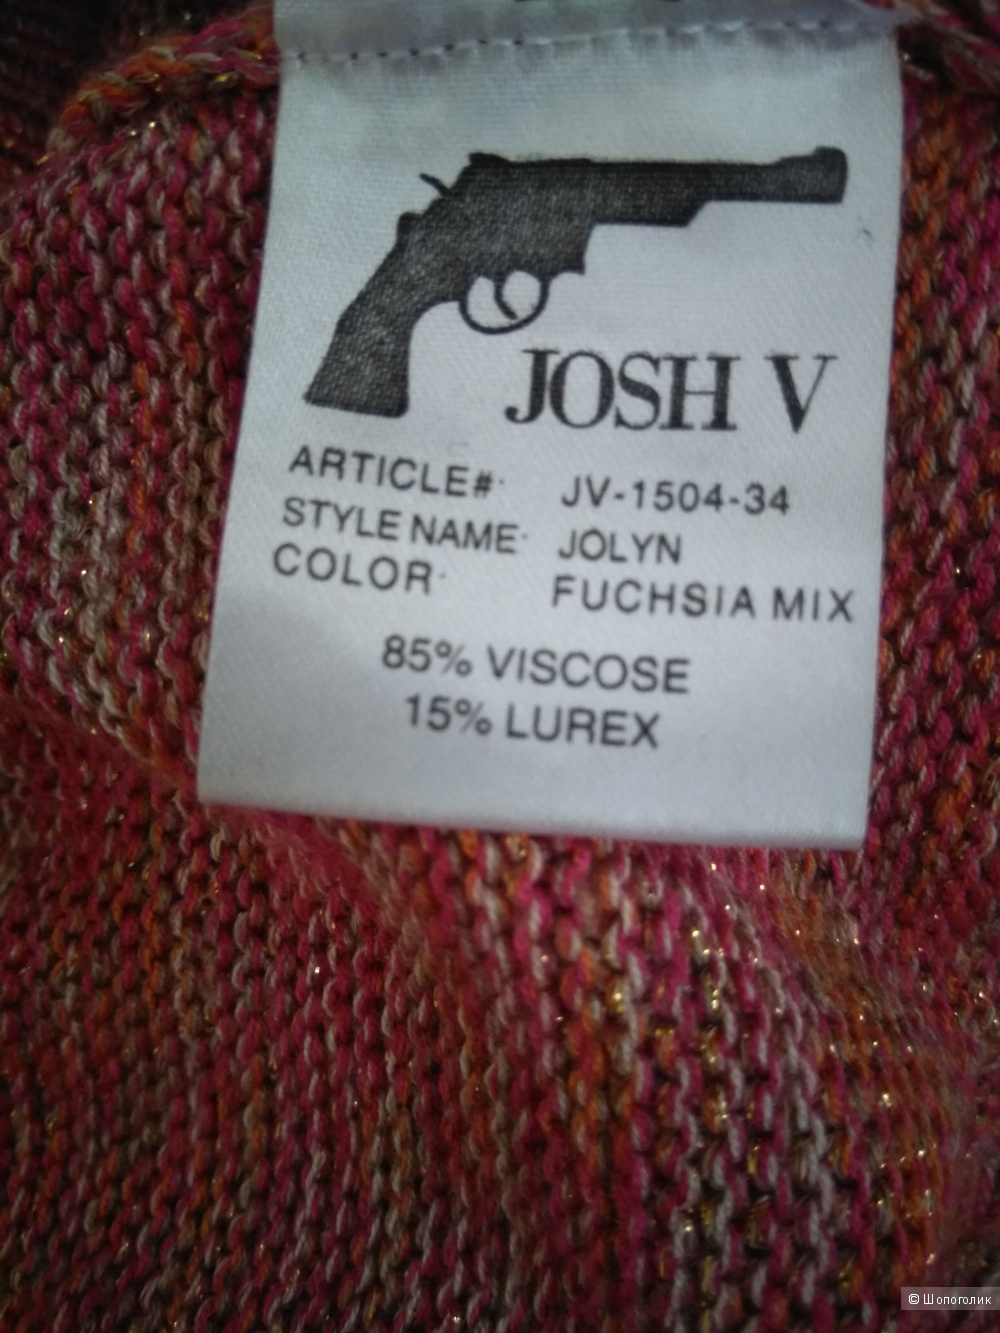 JOSH V
ARTICLE#: JV-1504-34
STYLE NAME: JOLYN
COLOR: FUCHSIA MIX
85% VISCOSE
15% LUREX
© Шопоголик